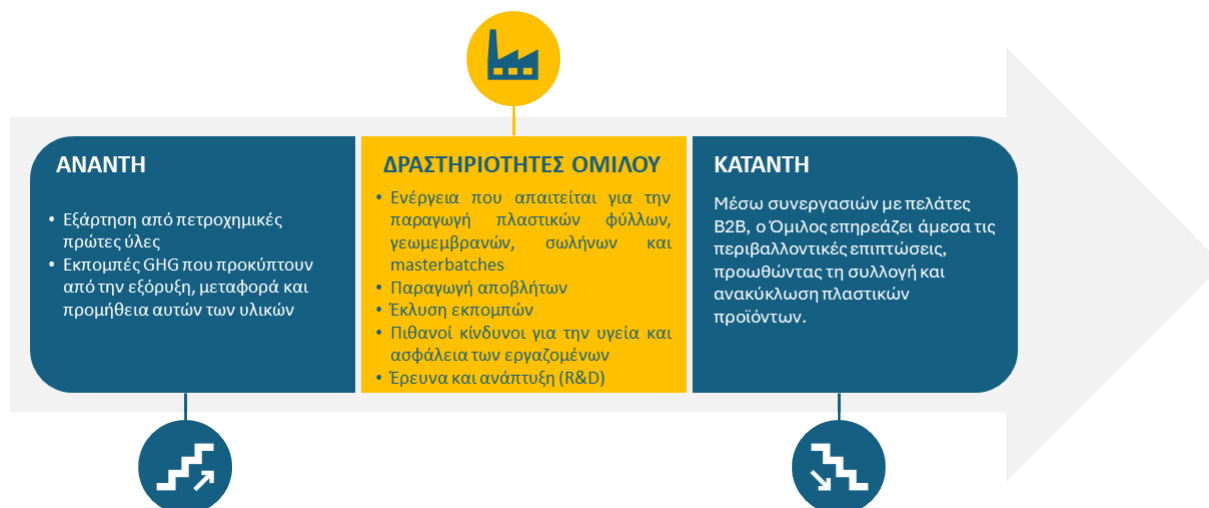 ΑΝΑΝΤΗ
• Εξάρτηση από πετροχημικές
πρώτες ύλες
• Εκπομπές GHG που προκύπτουν
από την εξόρυξη, μεταφορά και
προμήθεια αυτών των υλικών
ΔΡΑΣΤΗΡΙΟΤΗΤΕΣ ΟΜΙΛΟΥ
• Ενέργεια που απαιτείται για την
παραγωγή πλαστικών φύλλων,
γεωμεμβρανών, σωλήνων και
masterbatches
• Παραγωγή αποβλήτων
• Έκλυση εκπομπών
• Πιθανοί κίνδυνοι για την υγεία και
ασφάλεια των εργαζομένων
• Έρευνα και ανάπτυξη (R&D)
ΚΑΤΑΝΤΗ
Μέσω συνεργασιών με πελάτες
B2B, ο Όμιλος επηρεάζει άμεσα τις
περιβαλλοντικές επιπτώσεις,
προωθώντας τη συλλογή και
ανακύκλωση πλαστικών
προϊόντων.